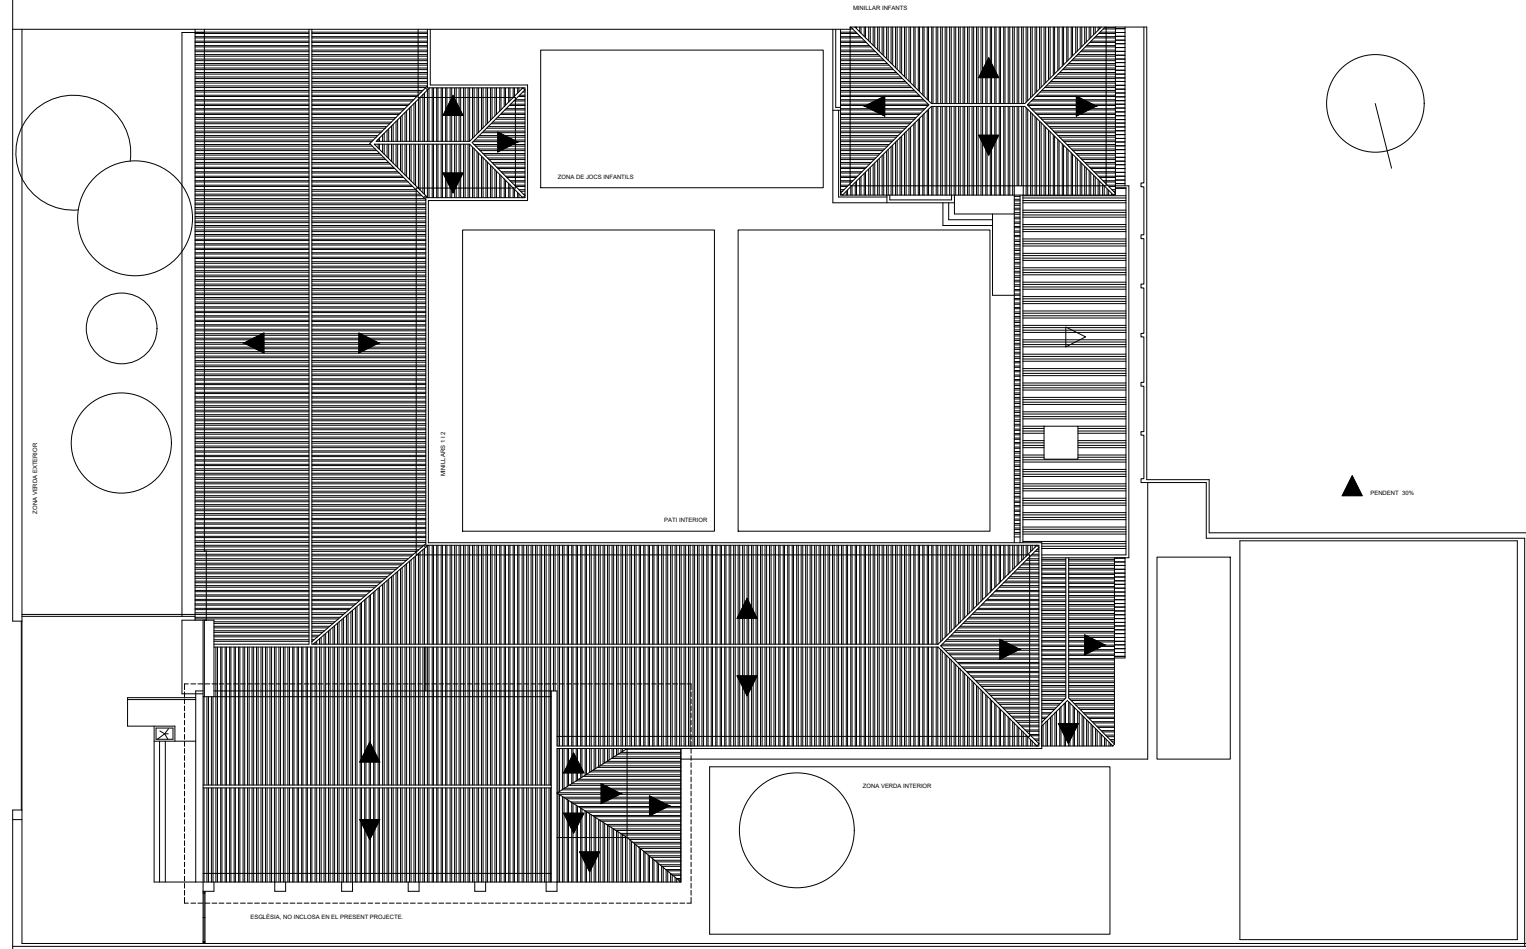 MINILLAR INFANTS
ZONA DE JOCS INFANTILS
ZONA VERDA EXTERIOR
MINILLARS 1 I 2
PATI INTERIOR
PENDENT 30%
ZONA VERDA INTERIOR
ESGLÉSIA, NO INCLOSA EN EL PRESENT PROJECTE.